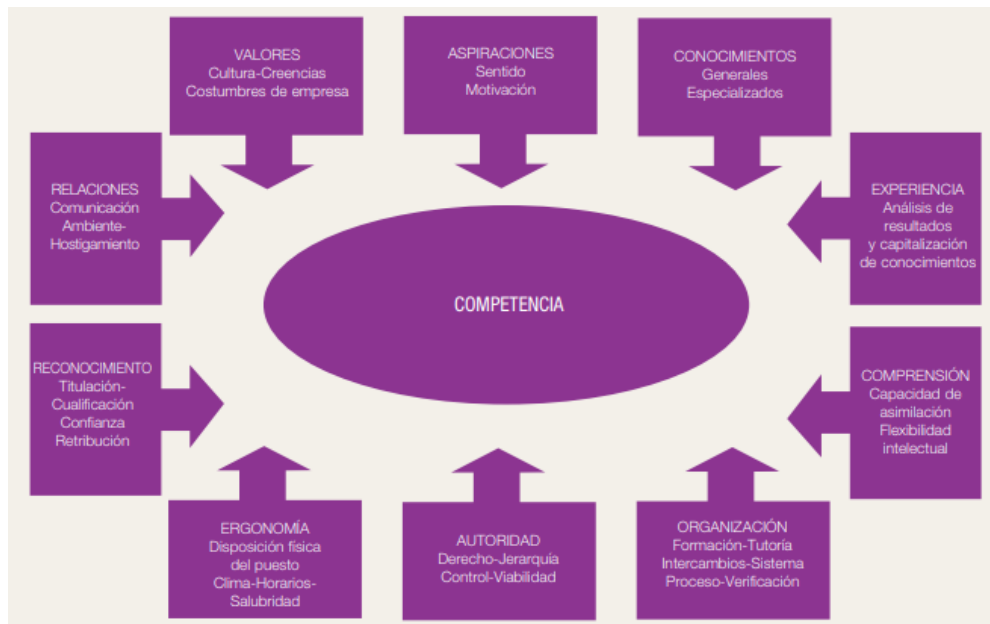 VALORES
Cultura-Creencias
Costumbres de empresa
ASPIRACIONES
Sentido
Motivación
CONOCIMIENTOS
Generales
Especializados
RELACIONES
Comunicación
Ambiente-
Hostigamiento
EXPERIENCIA
Análisis de
resultados
y capitalización
de conocimientos
COMPETENCIA
RECONOCIMIENTO
Titulación-
Cualificación
Confianza
Retribución
COMPRENSIÓN
Capacidad de
asimilación
Flexibilidad
intelectual
ERGONOMÍA
Disposición física
del puesto
Clima-Horarios-
Salubridad
AUTORIDAD
Derecho-Jerarquía
Control-Viabilidad
ORGANIZACIÓN
Formación-Tutoría
Intercambios-Sistema
Proceso-Verificación